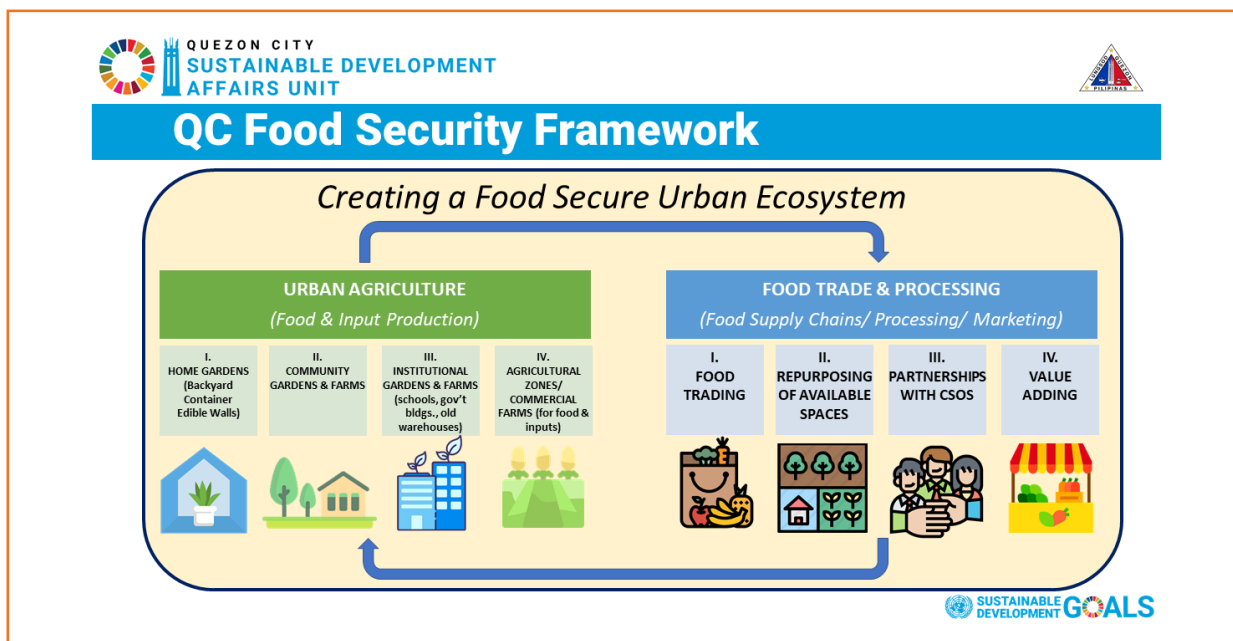 QUEZON CITY
SUSTAINABLE DEVELOPMENT
AFFAIRS UNIT
LUNGSOD QUEZON
PILIPINAS
QC Food Security Framework
Creating a Food Secure Urban Ecosystem
URBAN AGRICULTURE
(Food & Input Production)
I.
HOME GARDENS
(Backyard
Container
Edible Walls)
II.
COMMUNITY
GARDENS & FARMS
III.
INSTITUTIONAL
GARDENS & FARMS
(schools, gov't
bldgs., old
warehouses)
IV.
AGRICULTURAL
ZONES/
COMMERCIAL
FARMS (for food &
inputs)
FOOD TRADE & PROCESSING
(Food Supply Chains/ Processing/ Marketing)
I.
FOOD
TRADING
II.
REPURPOSING
OF AVAILABLE
SPACES
III.
PARTNERSHIPS
WITH CSOS
IV.
VALUE
ADDING
SUSTAINABLE
DEVELOPMENT
GOALS